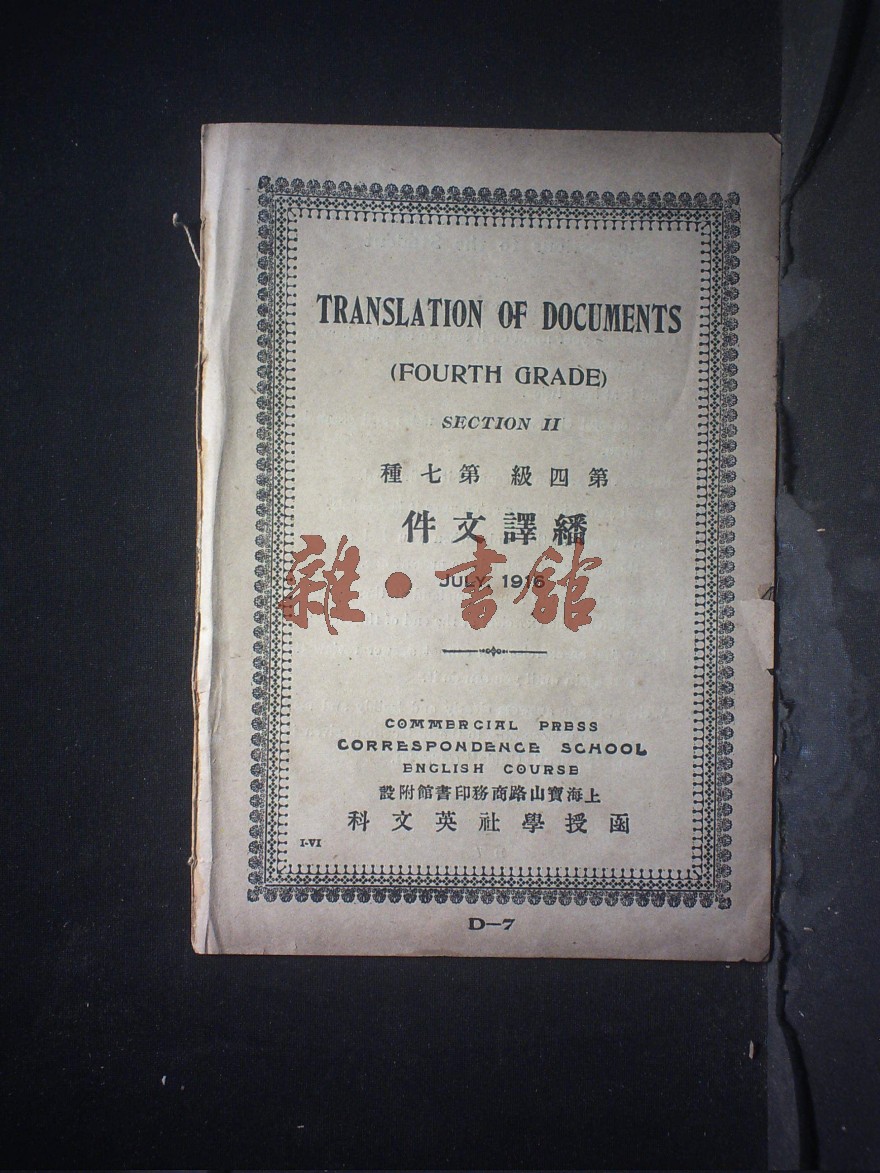 TRANSLATION OF DOCUMENTS
(FOURTH GRADE)
SECTION II
第四級 第七種
繙譯文件
雜·書館
JULY, 1916
COMMERCIAL PRESS
CORRESPONDENCE SCHOOL
ENGLISH COURSE
上海寶山路商務印書館附設
函授學社英文科
I-VI
D—7